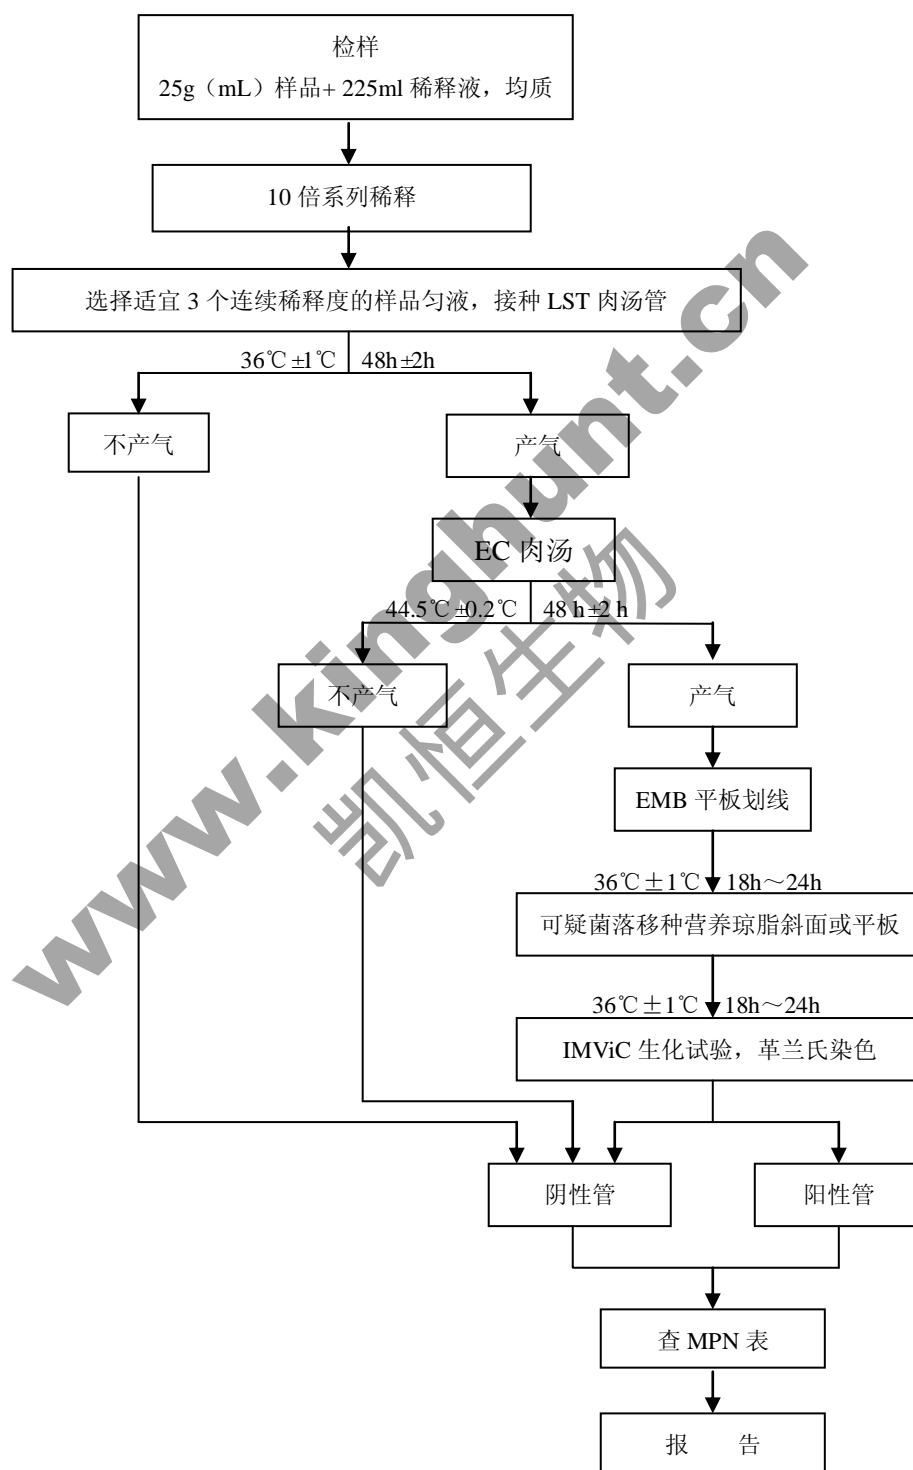 检样
25g（mL）样品+ 225ml 稀释液，均质
10 倍系列稀释
选择适宜 3 个连续稀释度的样品匀液，接种 LST 肉汤管
36℃ ±1℃ 48h±2h
不产气
产气
EC 肉汤
44.5℃ ±0.2℃ 48 h±2 h
不产气
产气
EMB 平板划线
36℃ ±1℃ 18h～24h
可疑菌落移种营养琼脂斜面或平板
36℃ ±1℃ 18h～24h
IMViC 生化试验，革兰氏染色
阴性管
阳性管
查 MPN 表
报 告
www.kinghunt.cn
凯恒生物